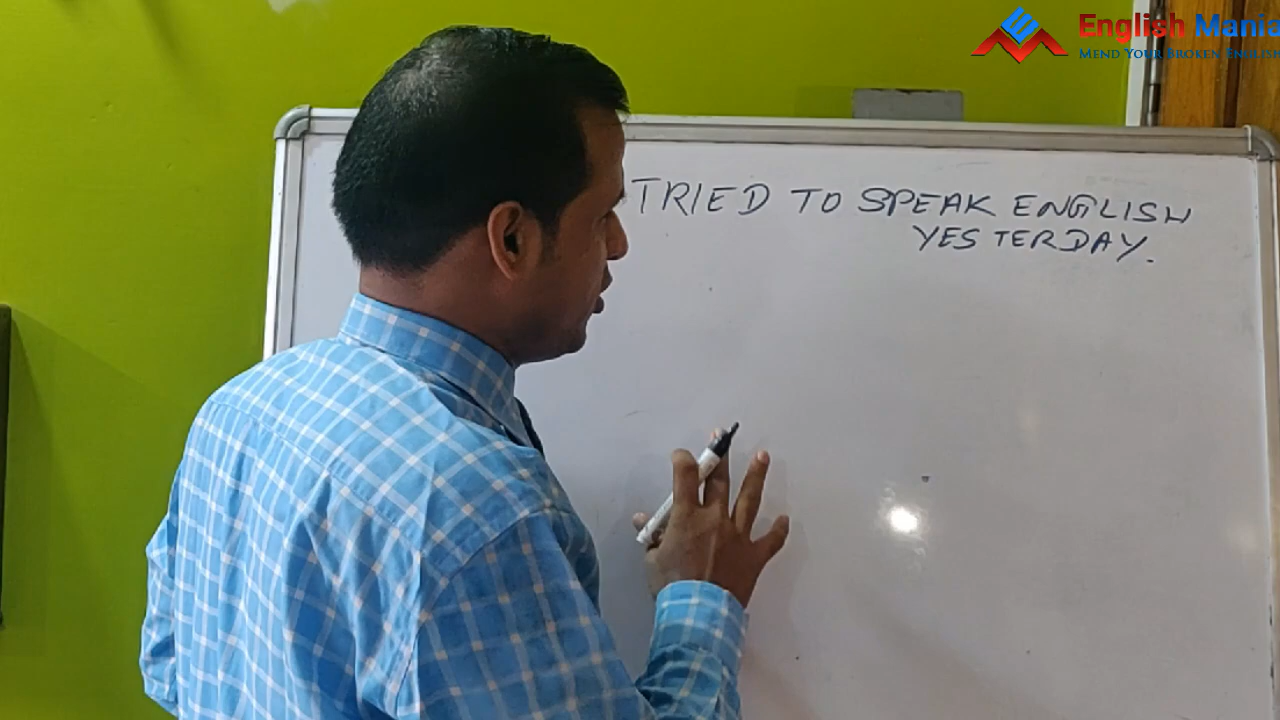 English Mania
MEND YOUR BROKEN ENGLISH
TRIED TO SPEAK ENGLISH
YESTERDAY.